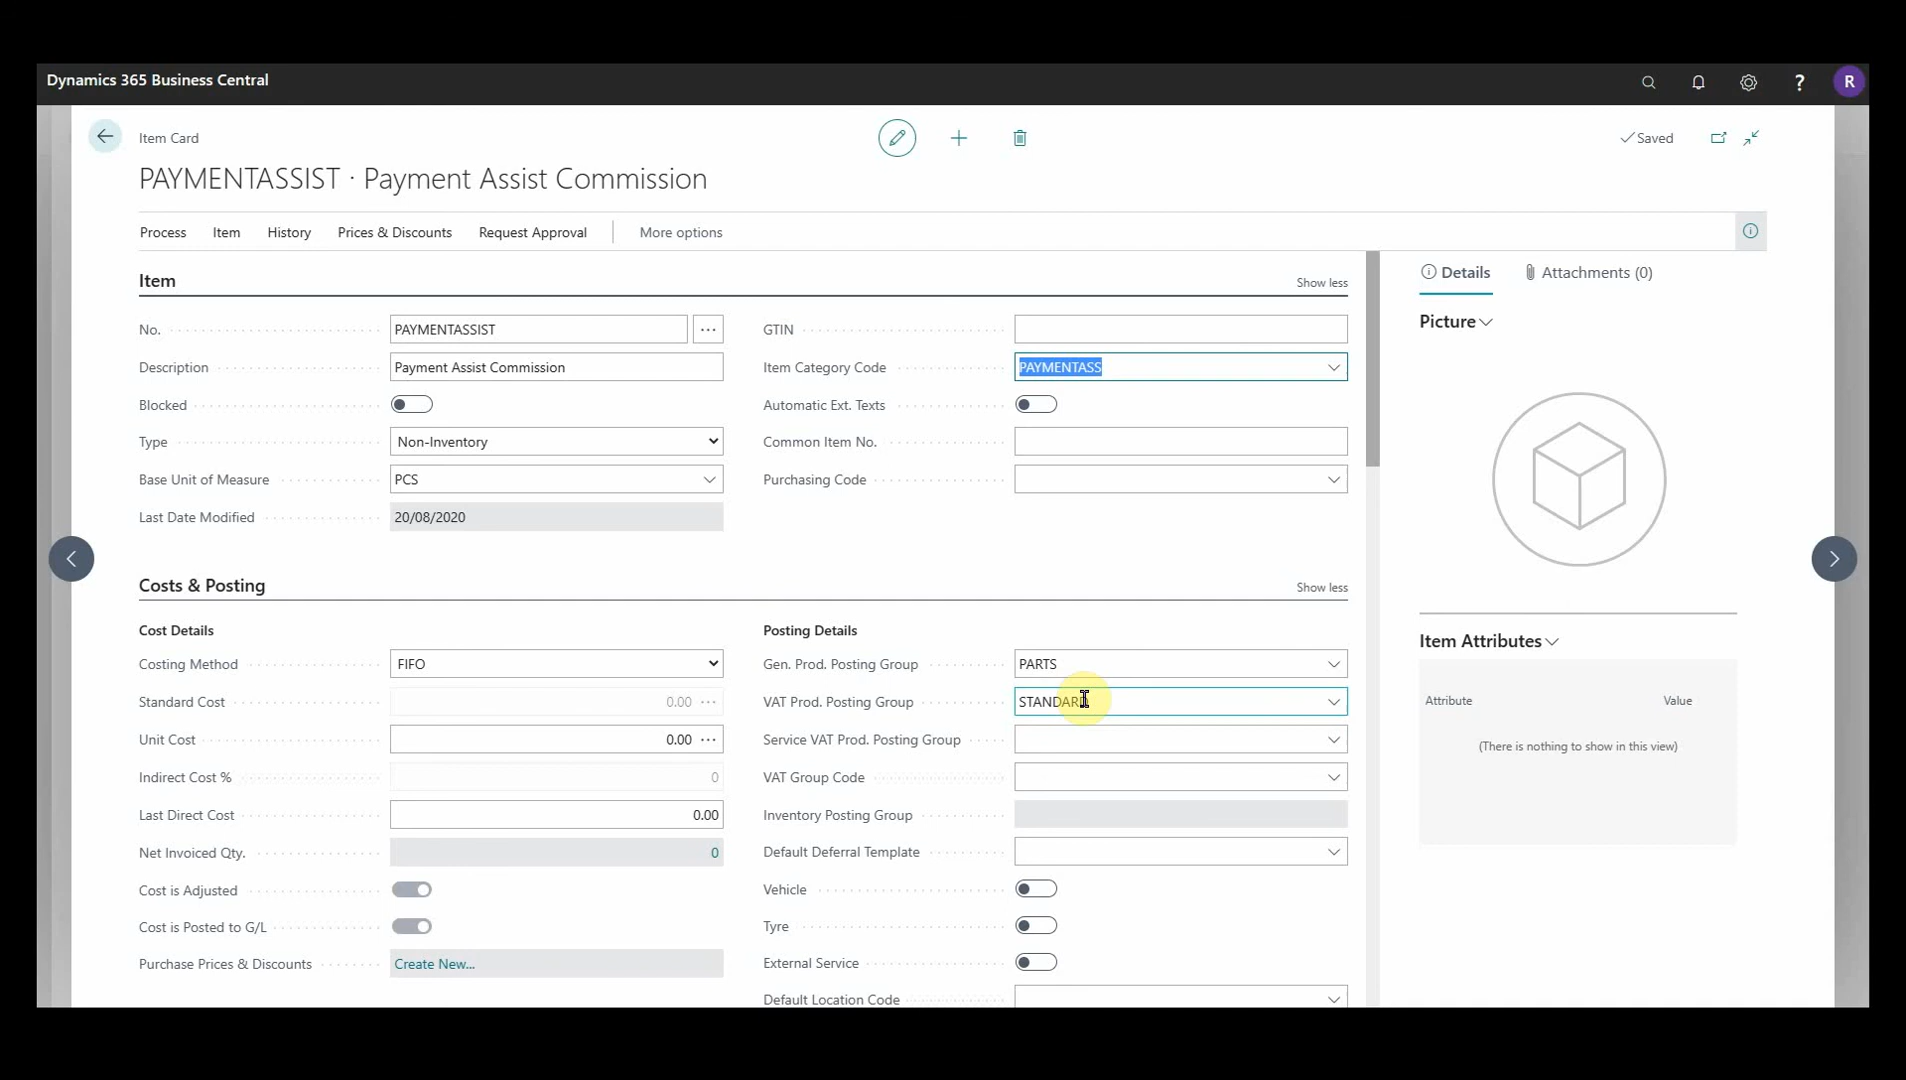 Dynamics 365 Business Central
?
R
Item Card
Saved
PAYMENTASSIST · Payment Assist Commission
Process Item History Prices & Discounts Request Approval More options
Item
Show less
No.
PAYMENTASSIST
Description
Payment Assist Commission
Blocked
Type
Non-Inventory
Base Unit of Measure
PCS
Last Date Modified
20/08/2020
GTIN
Item Category Code
PAYMENTASS
Automatic Ext. Texts
Common Item No.
Purchasing Code
Costs & Posting
Show less
Cost Details
Costing Method
FIFO
Standard Cost
0.00
Unit Cost
0.00
Indirect Cost %
0
Last Direct Cost
0.00
Net Invoiced Qty.
0
Cost is Adjusted
Cost is Posted to G/L
Purchase Prices & Discounts
Create New...
Posting Details
Gen. Prod. Posting Group
PARTS
VAT Prod. Posting Group
STANDARD
Service VAT Prod. Posting Group
VAT Group Code
Inventory Posting Group
Default Deferral Template
Vehicle
Tyre
External Service
Default Location Code
Details
Attachments (0)
Picture
Item Attributes
Attribute Value
(There is nothing to show in this view)